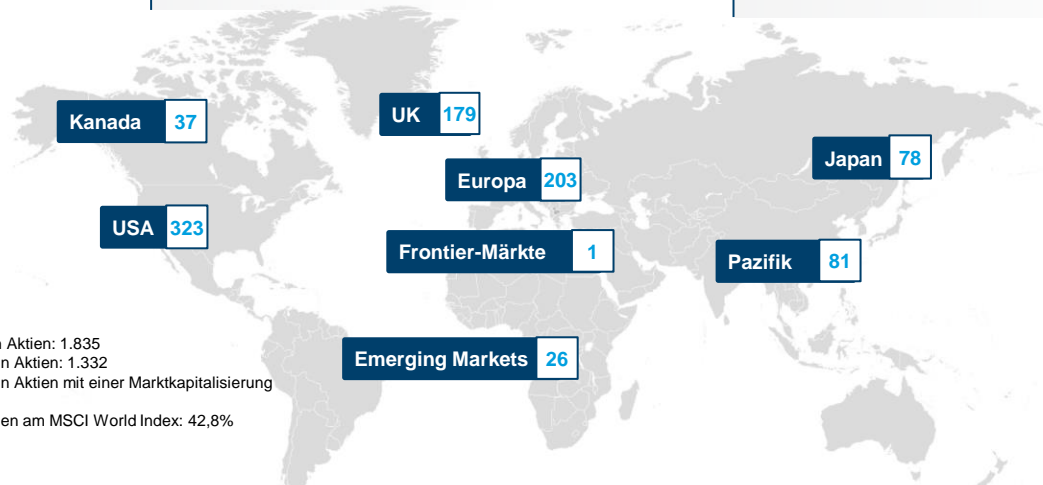 Kanada 37
UK 179
Japan 78
Europa 203
USA 323
Frontier-Märkte 1
Pazifik 81
Aktien: 1.835
n Aktien: 1.332
Emerging Markets 26
n Aktien mit einer Marktkapitalisierung
en am MSCI World Index: 42,8%